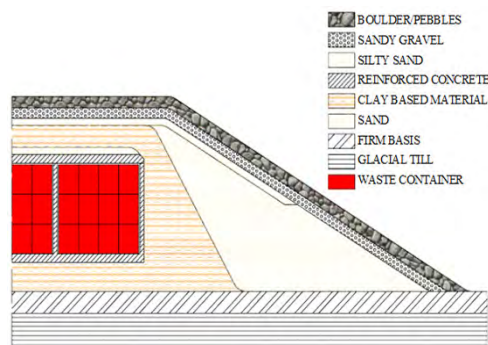 BOULDER/PEBBLES
SANDY GRAVEL
SILTY SAND
REINFORCED CONCRETE
CLAY BASED MATERIAL
SAND
FIRM BASIS
GLACIAL TILL
WASTE CONTAINER